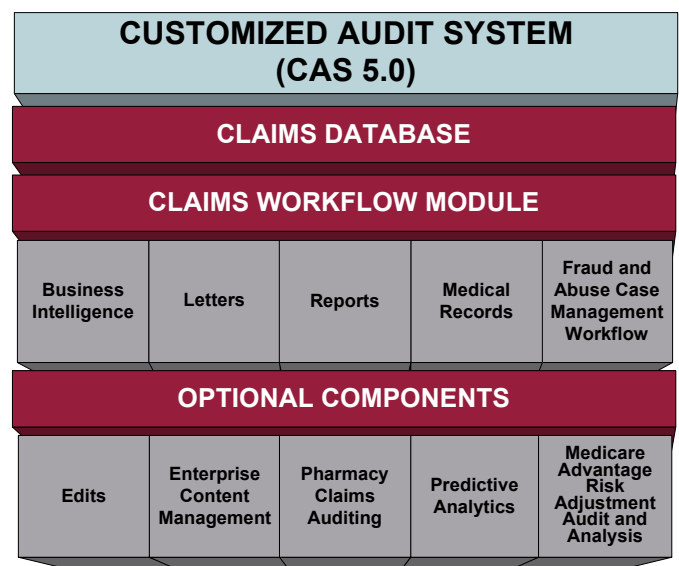 CUSTOMIZED AUDIT SYSTEM
(CAS 5.0)
CLAIMS DATABASE
CLAIMS WORKFLOW MODULE
Business
Intelligence
Letters
Reports
Medical
Records
Fraud and
Abuse Case
Management
Workflow
OPTIONAL COMPONENTS
Edits
Enterprise
Content
Management
Pharmacy
Claims
Auditing
Predictive
Analytics
Medicare
Advantage
Risk
Adjustment
Audit and
Analysis